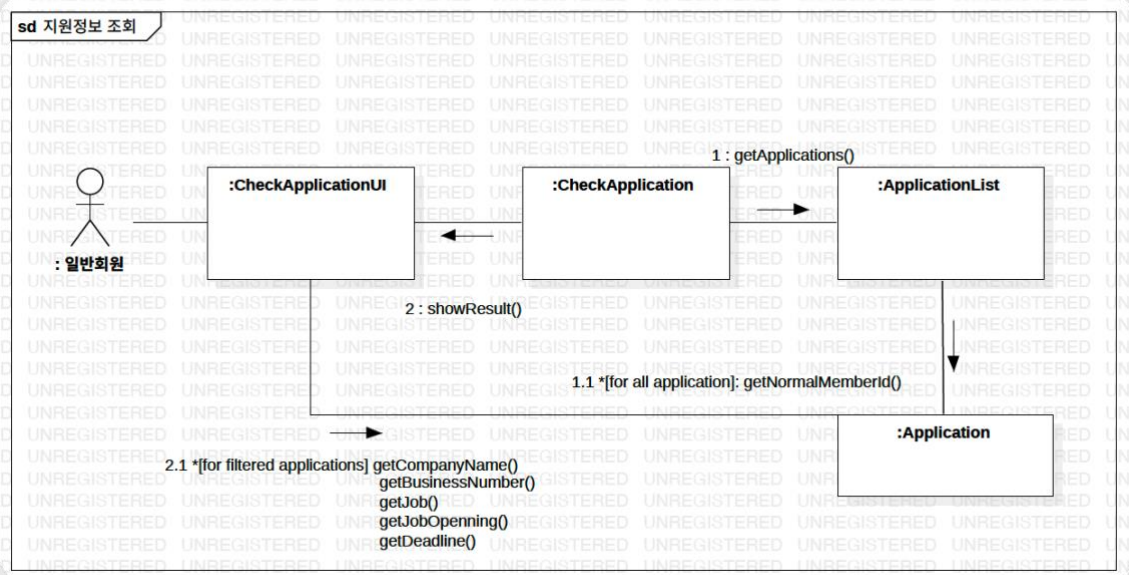 sd 지원정보 조회
1 : getApplications()
:CheckApplicationUI
:CheckApplication
:ApplicationList
: 일반회원
2 : showResult()
1.1 *[for all application]: getNormalMemberId()
:Application
2.1 *[for filtered applications] getCompanyName()
getBusinessNumber()
getJob()
getJobOpenning()
getDeadline()
UNREGISTERED